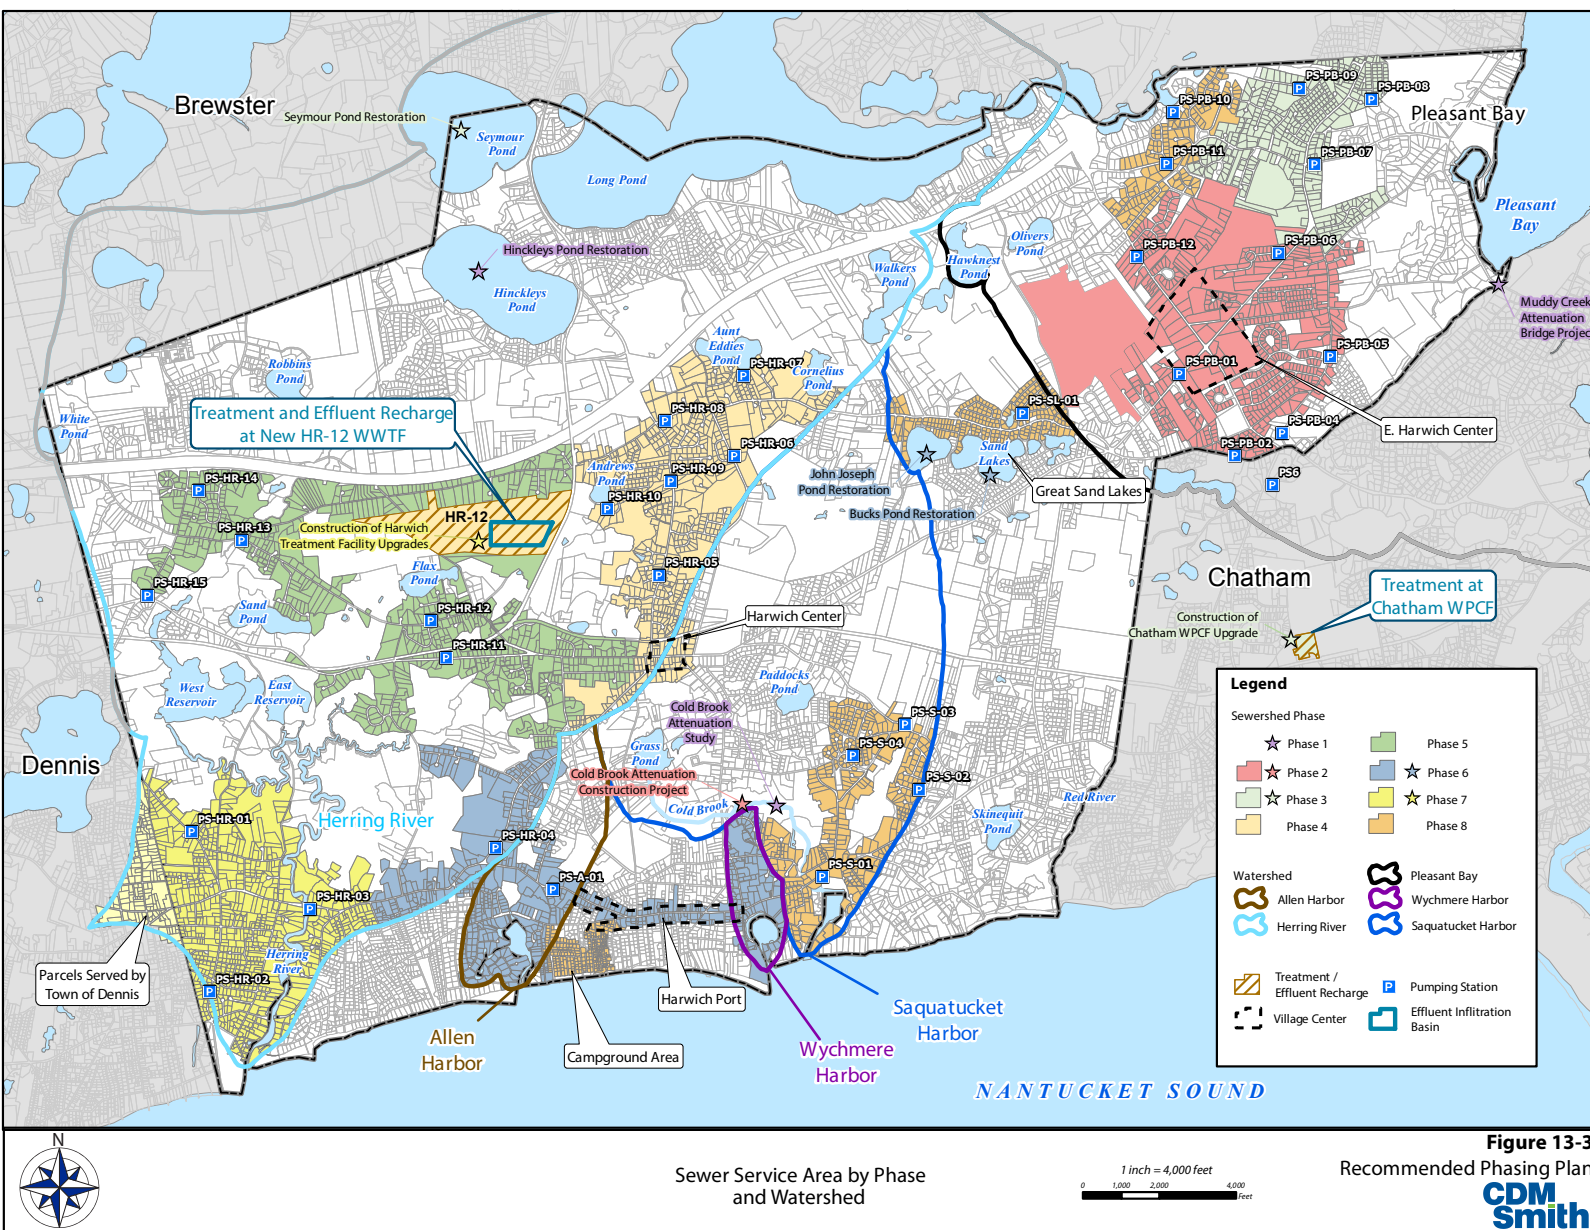 Brewster
Seymour Pond Restoration
Seymour
Pond
Long Pond
Hinckleys Pond Restoration
Hinckleys
Pond
PS-PB-09
PS-PB-08
PS-PB-10
Pleasant Bay
PS-PB-11
PS-PB-07
Pleasant
Bay
Olivers
Pond
PS-PB-12
PS-PB-06
Walkers
Pond
Hawknest
Pond
Muddy Creek
Attenuation
Bridge Projec
Aunt
Eddies
Pond
PS-HR-07
Cornelius
Pond
PS-PB-05
PS-PB-01
Robbins
Pond
White
Pond
Treatment and Effluent Recharge
at New HR-12 WWTF
PS-HR-08
PS-SL-01
PS-PB-04
E. Harwich Center
PS-PB-02
PS-HR-06
Sand
Lakes
Andrews
Pond
PS-HR-09
John Joseph
Pond Restoration
PS6
Great Sand Lakes
PS-HR-14
PS-HR-10
Bucks Pond Restoration
HR-12
PS-HR-13
Construction of Harwich
Treatment Facility Upgrades
PS-HR-05
Flax
Pond
PS-HR-15
Chatham
Treatment at
Chatham WPCF
Sand
Pond
PS-HR-12
Harwich Center
Construction of
Chatham WPCF Upgrade
PS-HR-11
Paddocks
Pond
West
Reservoir
East
Reservoir
Cold Brook
Attenuation
Study
PS-S-03
Grass
Pond
PS-S-04
Dennis
Cold Brook Attenuation
Construction Project
PS-S-02
Red River
Cold Brook
Skinequit
Pond
PS-HR-01
Herring River
PS-HR-04
PS-A-01
PS-S-01
PS-HR-03
Herring
River
Parcels Served by
Town of Dennis
PS-HR-02
Harwich Port
Saquatucket
Harbor
Allen
Harbor
Campground Area
Wychmere
Harbor
NANTUCKET SOUND
Legend
Sewershed Phase
Phase 1
Phase 5
Phase 2
Phase 6
Phase 3
Phase 7
Phase 4
Phase 8
Watershed
Pleasant Bay
Allen Harbor
Wychmere Harbor
Herring River
Saquatucket Harbor
Treatment /
Effluent Recharge
Pumping Station
Village Center
Effluent Inflitration
Basin
N
Sewer Service Area by Phase
and Watershed
1 inch = 4,000 feet
0 1,000 2,000 4,000
Feet
Figure 13-3
Recommended Phasing Plan
CDM
Smith